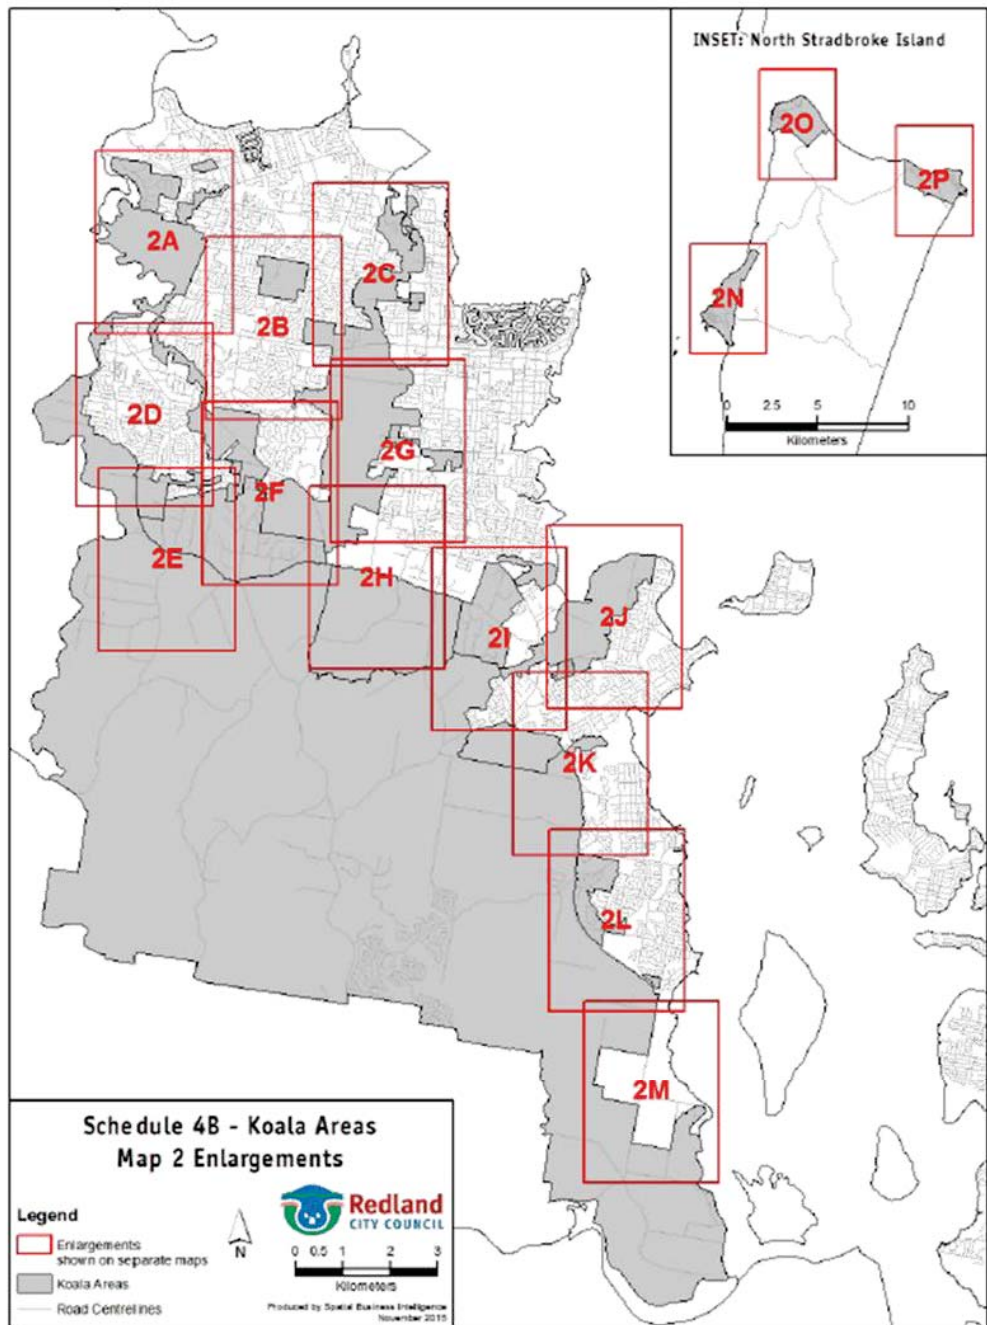 INSET: North Stradbroke Island
2O
2P
2N
0 2.5 5 10
Kilometers
2A
2C
2B
2D
2G
2F
2E
2H
2I
2J
2K
2L
2M
Schedule 4B - Koala Areas
Map 2 Enlargements
Legend
Enlargements
shown on separate maps
Koala Areas
Road Centrelines
N
Redland
CITY COUNCIL
0 0.5 1 2 3
Kilometers
Produced by Spatial Business Intelligence
November 2015